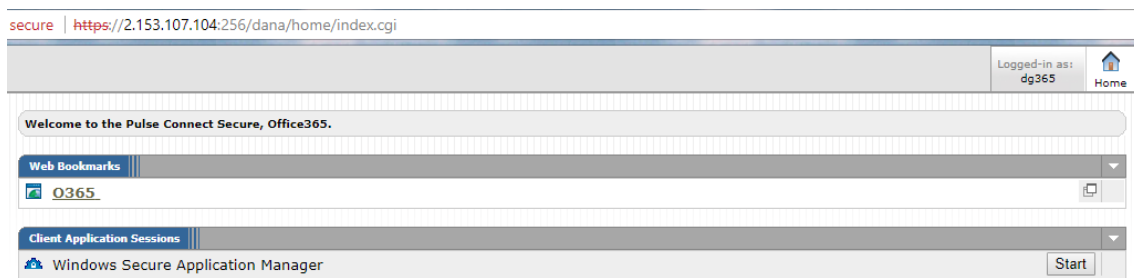 secure | https://2.153.107.104:256/dana/home/index.cgi
Logged-in as:
dg365
Home
Welcome to the Pulse Connect Secure, Office365.
Web Bookmarks
O365
Client Application Sessions
Windows Secure Application Manager
Start